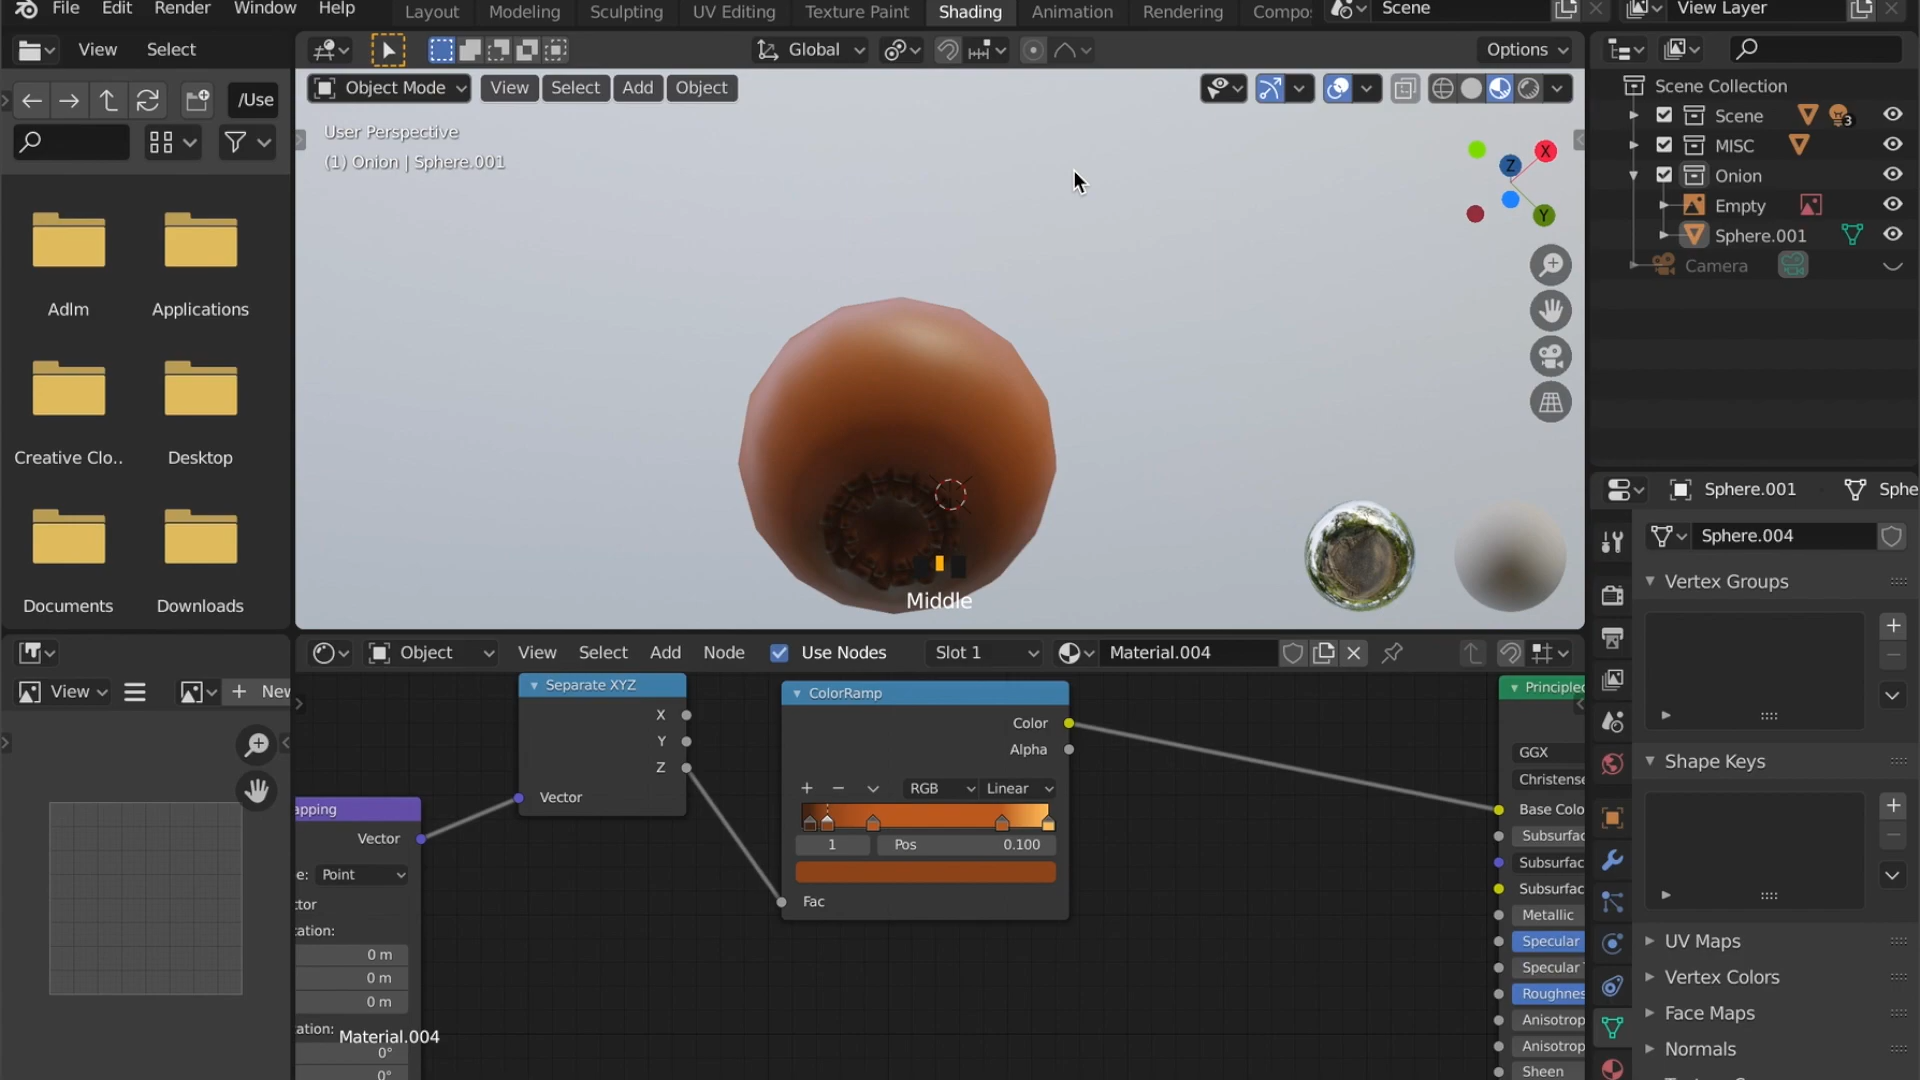 File Edit Render Window Help Layout Modeling Sculpting UV Editing Texture Paint Shading Animation Rendering Compo: Scene View Layer
View Select Global Options
/Use Object Mode View Select Add Object
Scene Collection
Scene 3
MISC
Onion
Empty
Sphere.001
Camera
User Perspective
(1) Onion | Sphere.001
X
Z
Y
AdIm Applications
Creative Clo.. Desktop
Documents Downloads
Middle
Sphere.001 Sphe
Sphere.004
Vertex Groups
Shape Keys
UV Maps
Vertex Colors
Face Maps
Normals
View New
Object View Select Add Node Use Nodes Slot 1 Material.004
apping
Vector
e: Point
ctor
ation:
0 m
0 m
0 m
ation:
0°
0°
Material.004
Separate XYZ
X
Y
Z
Vector
ColorRamp
Color
Alpha
RGB Linear
1 Pos 0.100
Fac
Principled
GGX
Christense
Base Colo
Subsurfac
Subsurfac
Subsurfac
Metallic
Specular
Specular
Roughnes
Anisotrop
Anisotrop
Sheen